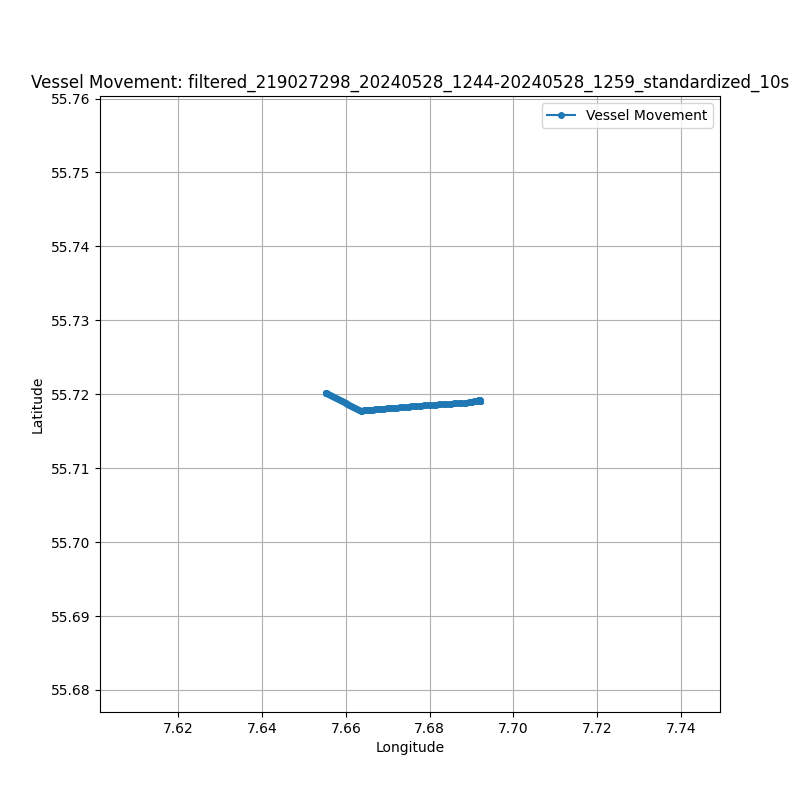 Vessel Movement: filtered_219027298_20240528_1244-20240528_1259_standardized_10s
Vessel Movement
55.76
55.75
55.74
55.73
55.72
55.71
55.70
55.69
55.68
Latitude
7.62 7.64 7.66 7.68 7.70 7.72 7.74
Longitude